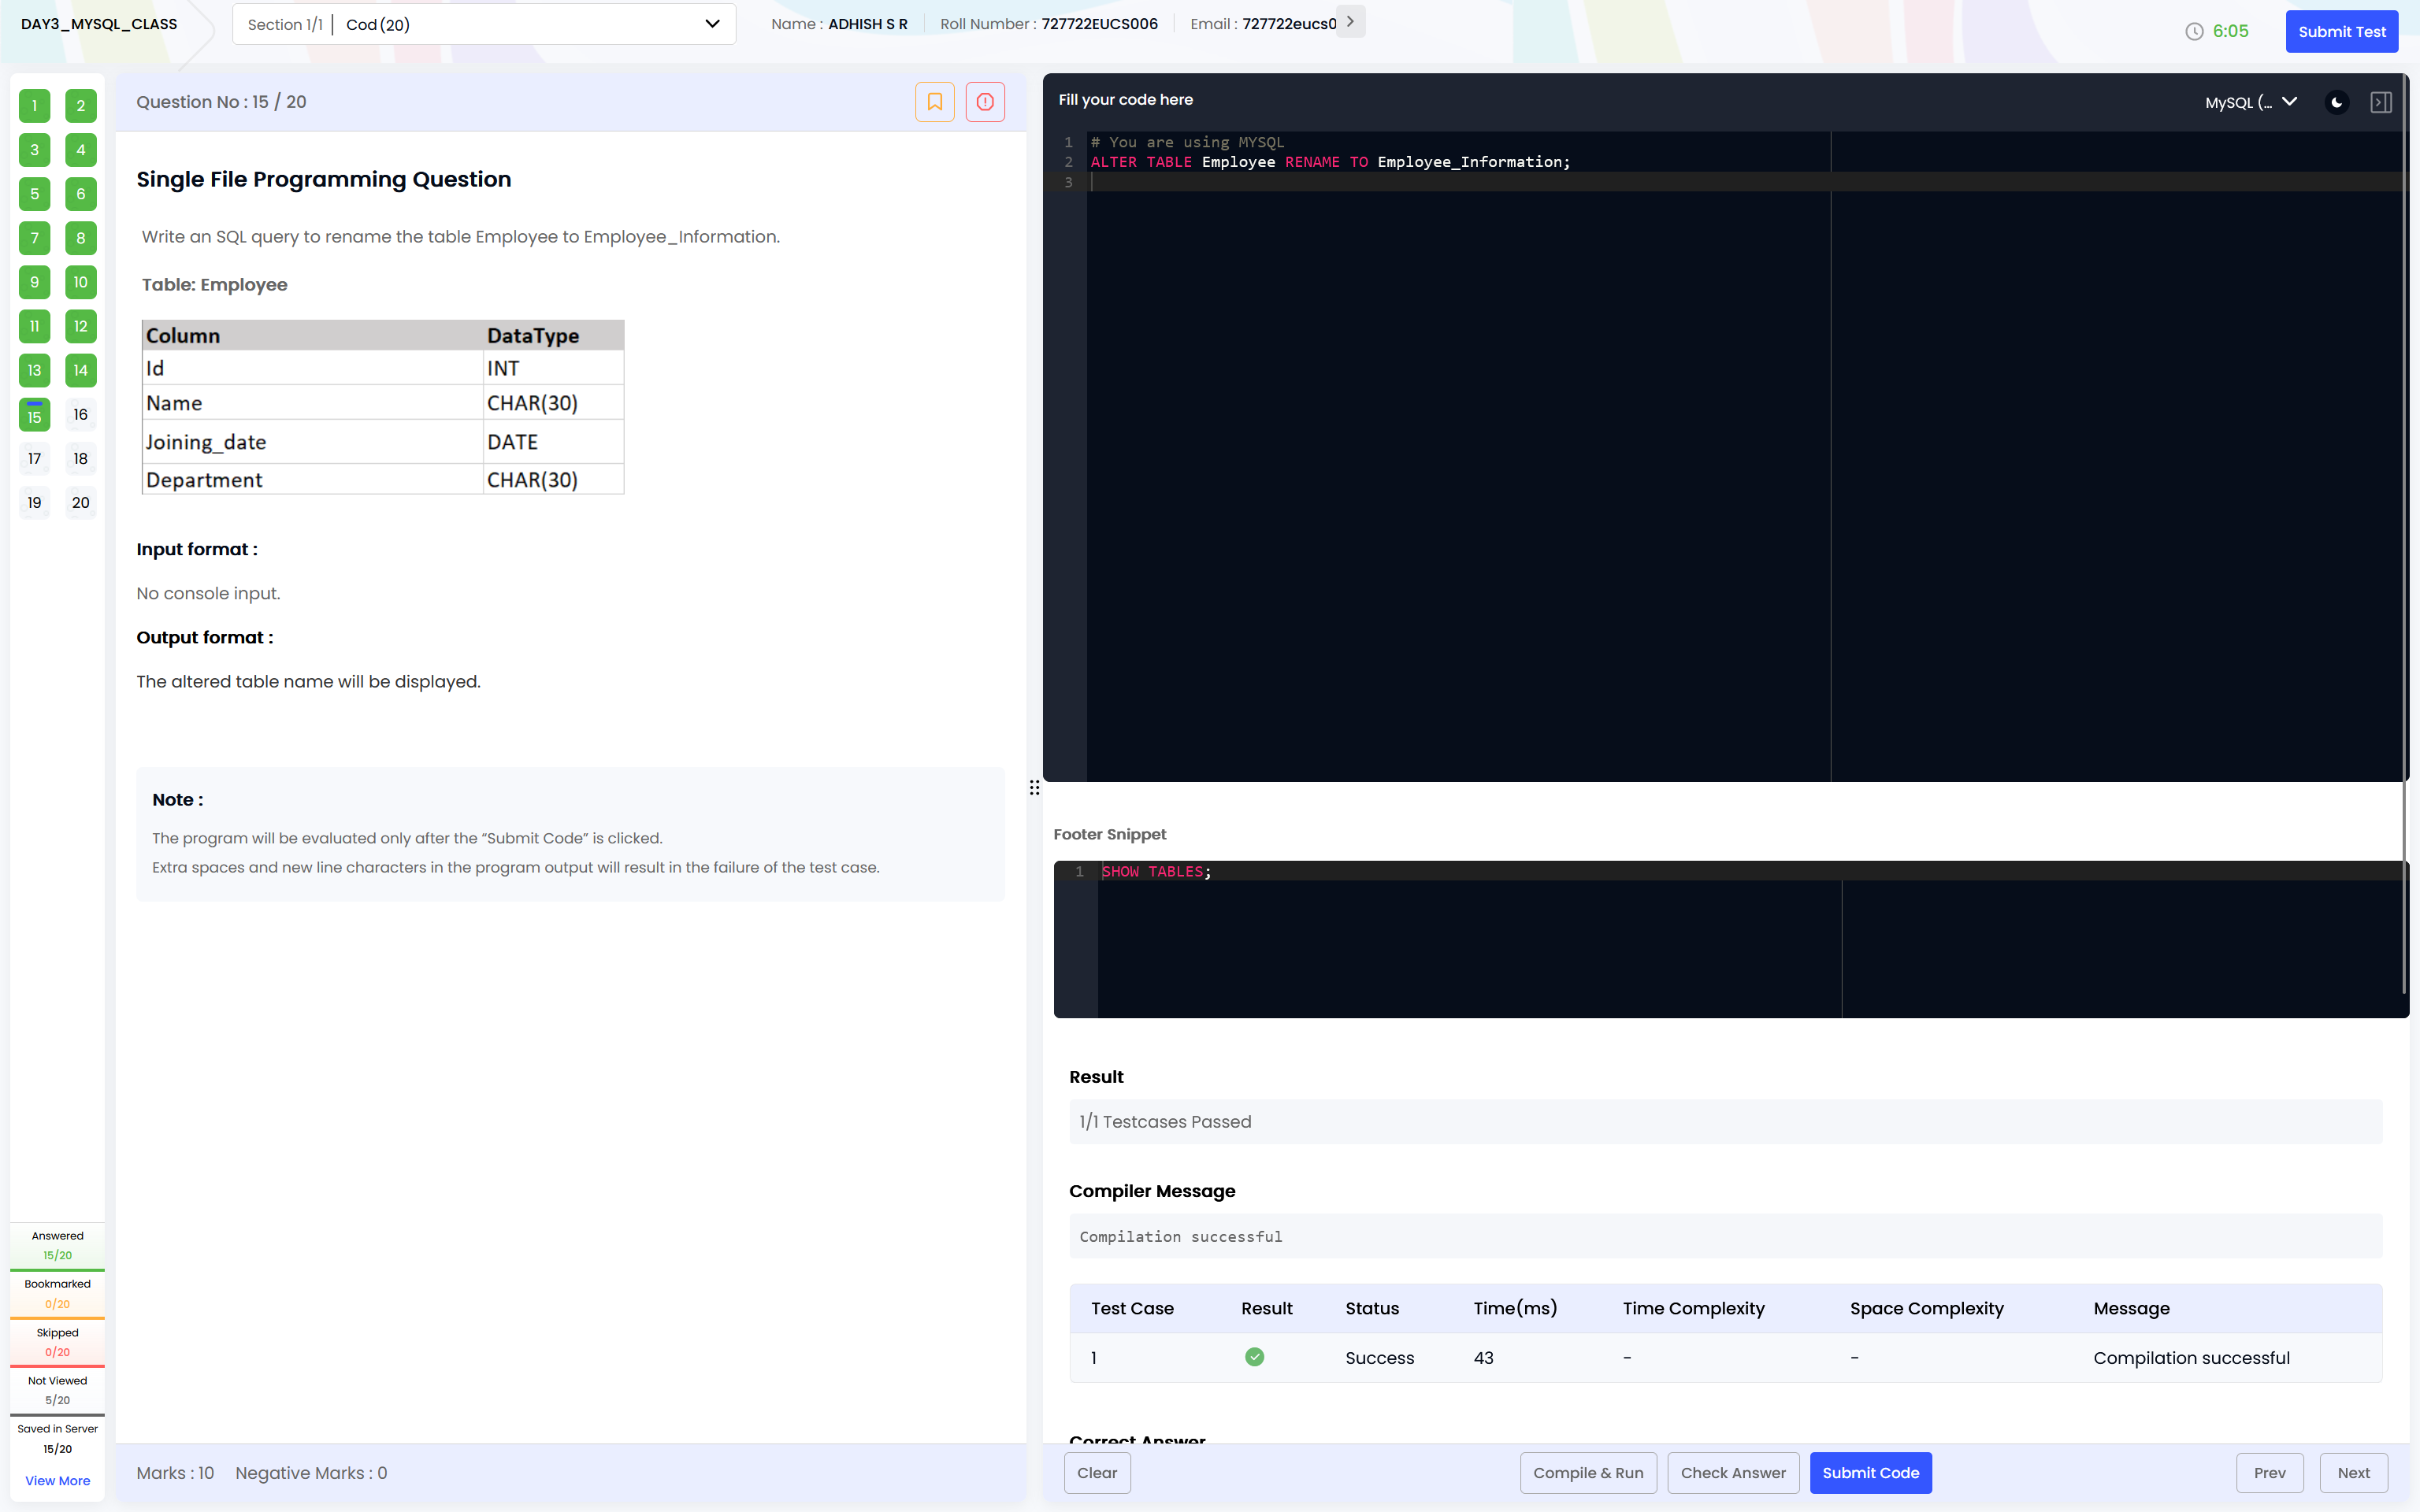 DAY3_MYSQL_CLASS
Section 1/1 | Cod (20)
Name : ADHISH S R
Roll Number : 727722EUCS006
Email : 727722eucs0
6:05
Submit Test
1 2
3 4
5 6
7 8
9 10
11 12
13 14
15 16
17 18
19 20
Answered
15/20
Bookmarked
0/20
Skipped
0/20
Not Viewed
5/20
Saved in Server
15/20
View More
Question No : 15 / 20
Single File Programming Question
Write an SQL query to rename the table Employee to Employee_Information.
Table: Employee
Column DataType
Id INT
Name CHAR(30)
Joining_date DATE
Department CHAR(30)
Input format :
No console input.
Output format :
The altered table name will be displayed.
Note :
The program will be evaluated only after the “Submit Code” is clicked.
Extra spaces and new line characters in the program output will result in the failure of the test case.
Marks : 10 Negative Marks : 0
Fill your code here
MySQL (...
1 # You are using MYSQL
2 ALTER TABLE Employee RENAME TO Employee_Information;
3
Footer Snippet
1 SHOW TABLES;
Result
1/1 Testcases Passed
Compiler Message
Compilation successful
Test Case Result Status Time(ms) Time Complexity Space Complexity Message
1 Success 43 - - Compilation successful
Correct Answer
Clear
Compile & Run
Check Answer
Submit Code
Prev
Next